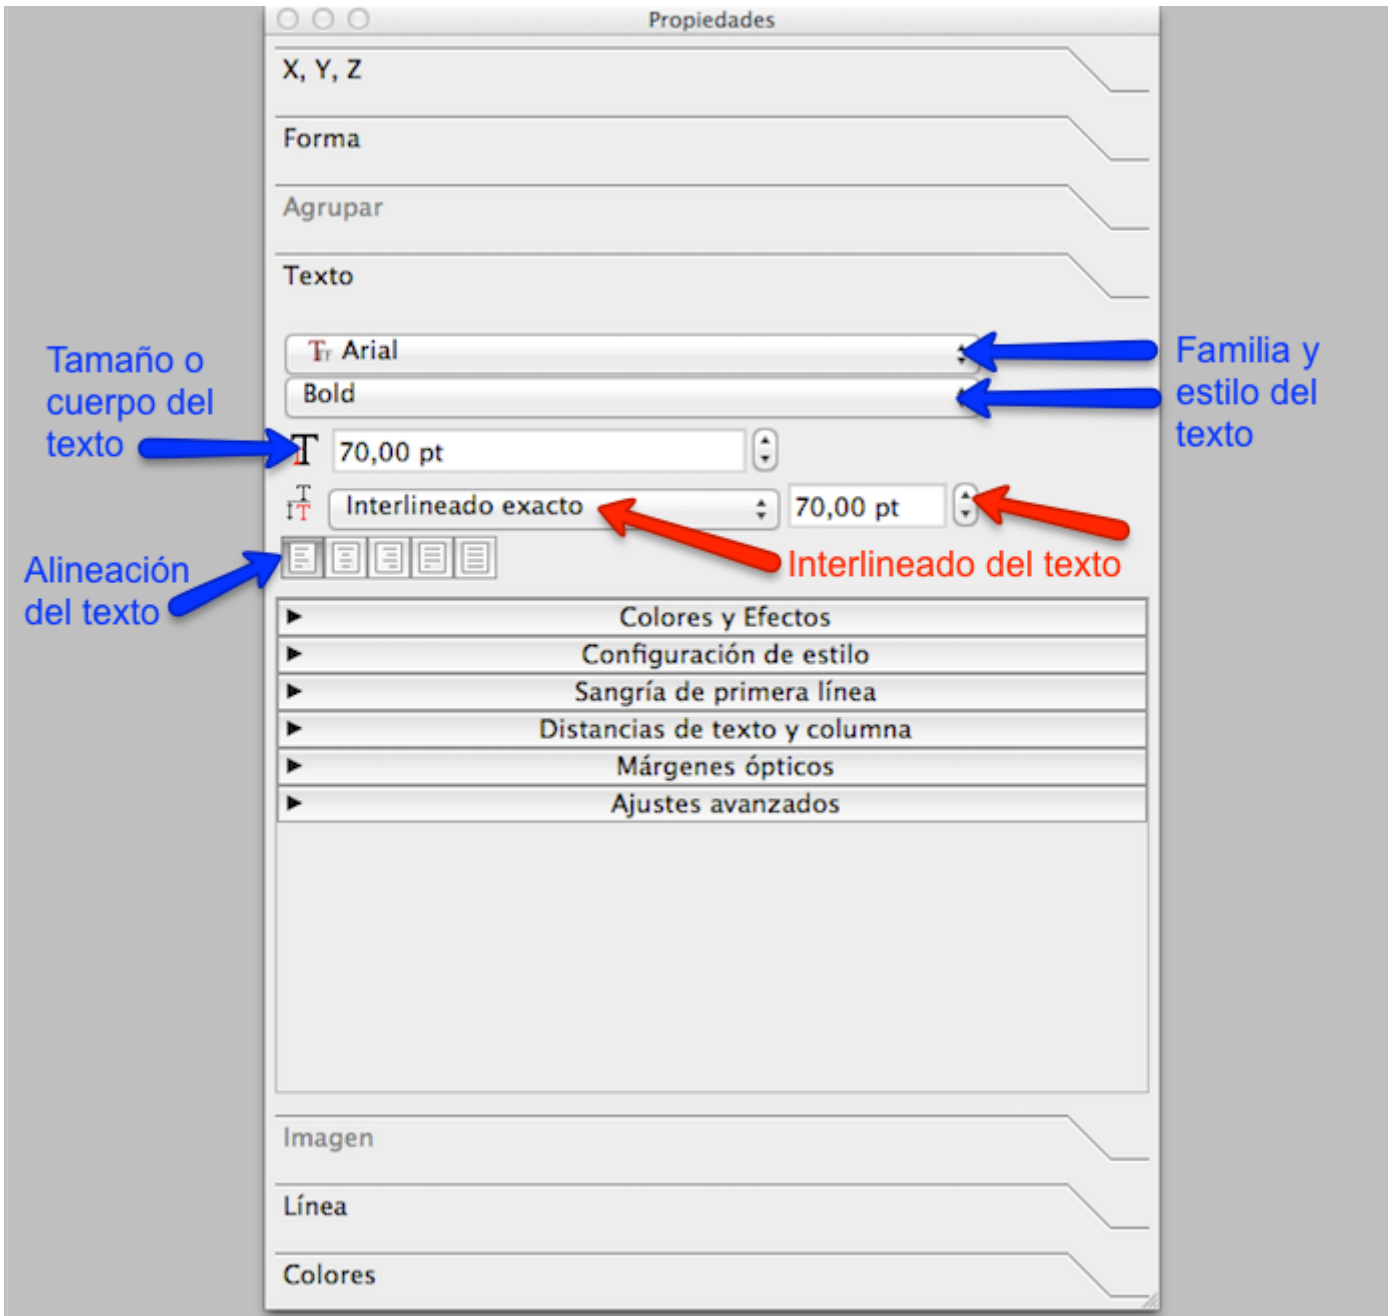 Propiedades
X, Y, Z
Forma
Agrupar
Texto
Arial
Bold
70,00 pt
Interlineado exacto
70,00 pt
Tamaño o
cuerpo del
texto
Familia y
estilo del
texto
Interlineado del texto
Alineación
del texto
Colores y Efectos
Configuración de estilo
Sangría de primera línea
Distancias de texto y columna
Márgenes ópticos
Ajustes avanzados
Imagen
Línea
Colores